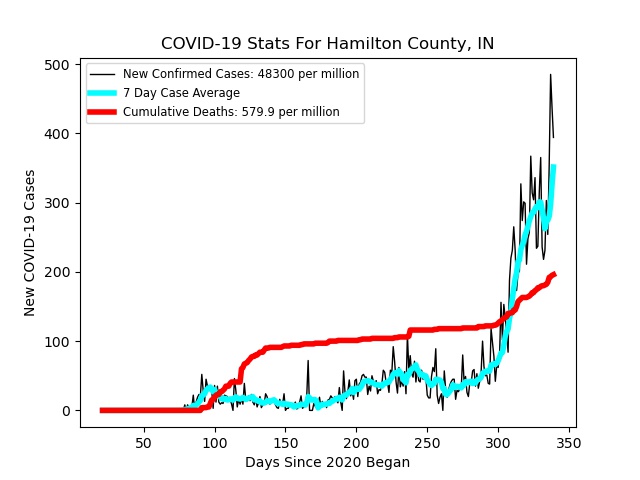 COVID-19 Stats For Hamilton County, IN
New Confirmed Cases: 48300 per million
7 Day Case Average
Cumulative Deaths: 579.9 per million
New COVID-19 Cases
500
400
300
200
100
0
50 100 150 200 250 300 350
Days Since 2020 Began